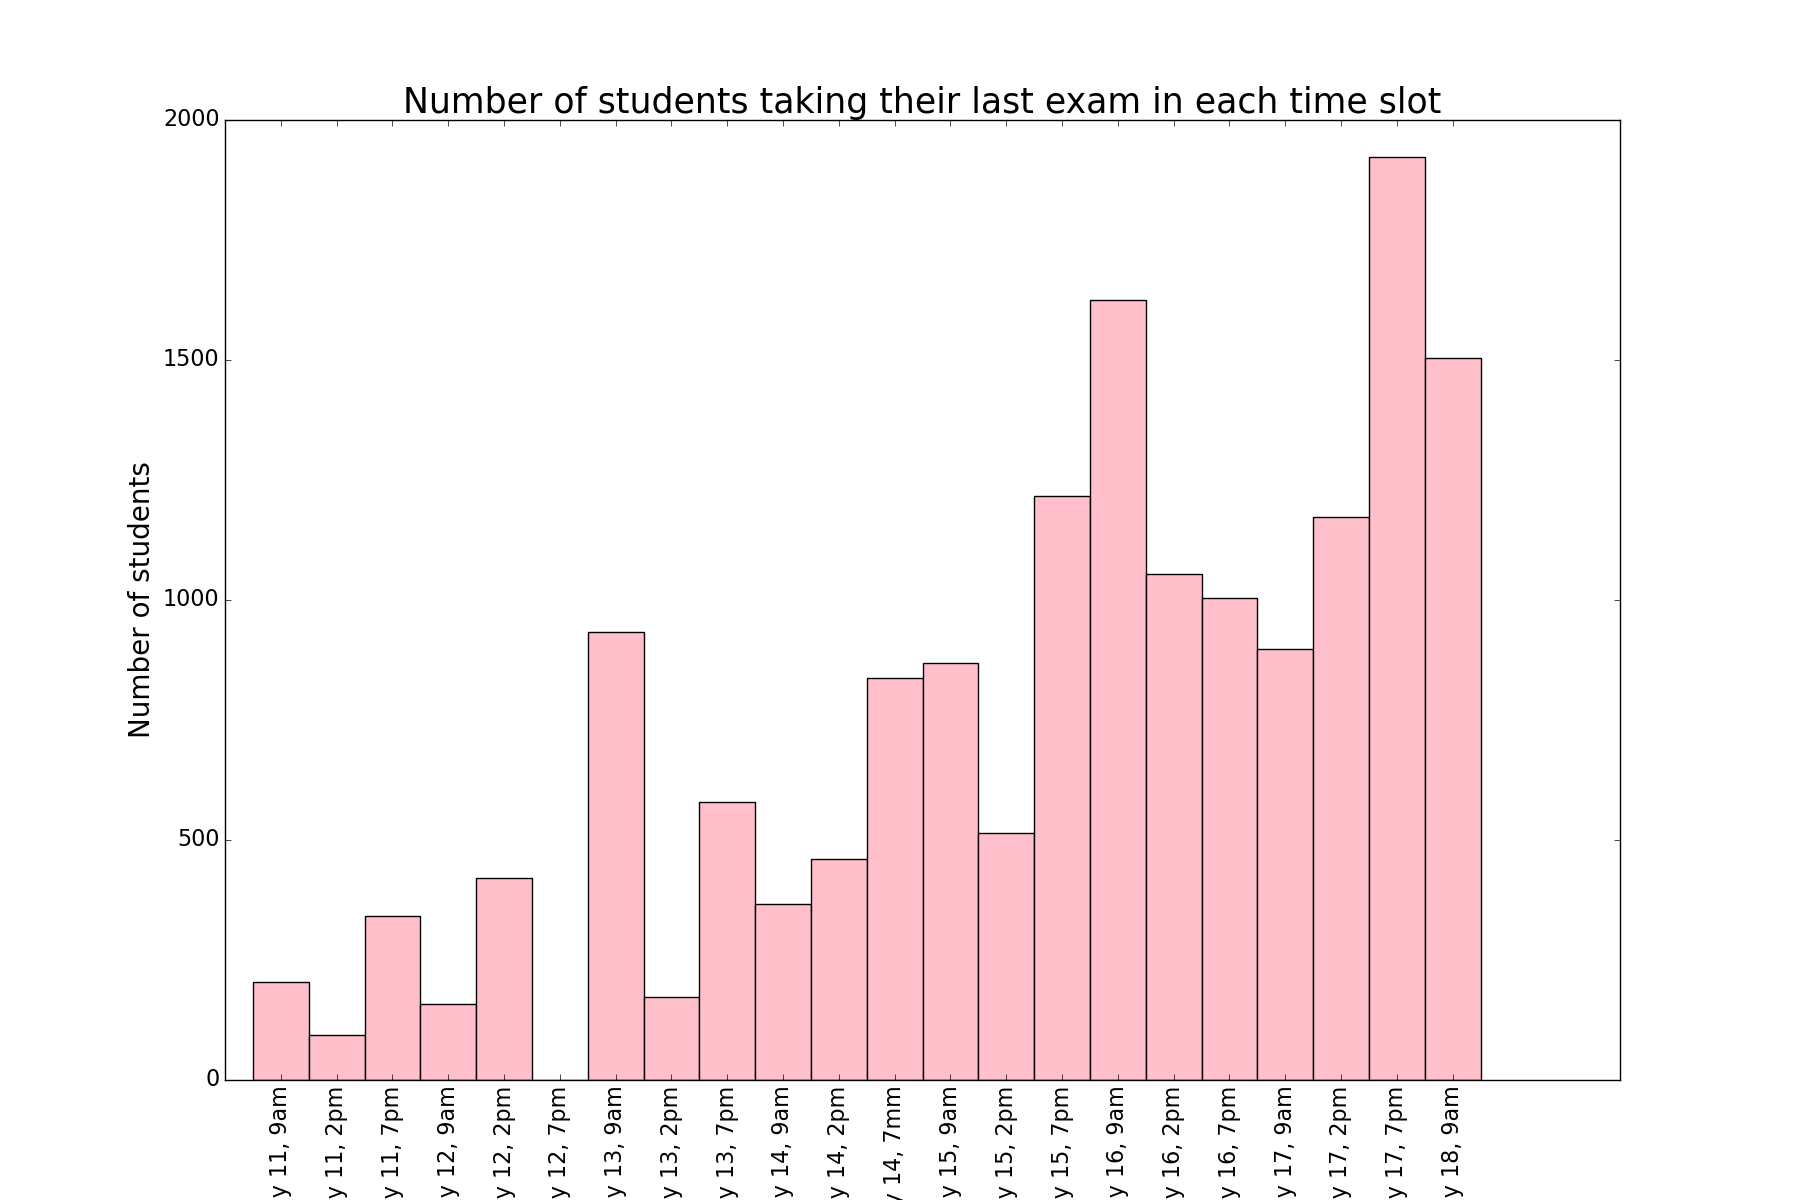 Number of students taking their last exam in each time slot
2000
1500
1000
500
0
Number of students
y 11, 9am
y 11, 2pm
y 11, 7pm
y 12, 9am
y 12, 2pm
y 12, 7pm
y 13, 9am
y 13, 2pm
y 13, 7pm
y 14, 9am
y 14, 2pm
y 14, 7mm
y 15, 9am
y 15, 2pm
y 15, 7pm
y 16, 9am
y 16, 2pm
y 16, 7pm
y 17, 9am
y 17, 2pm
y 17, 7pm
y 18, 9am